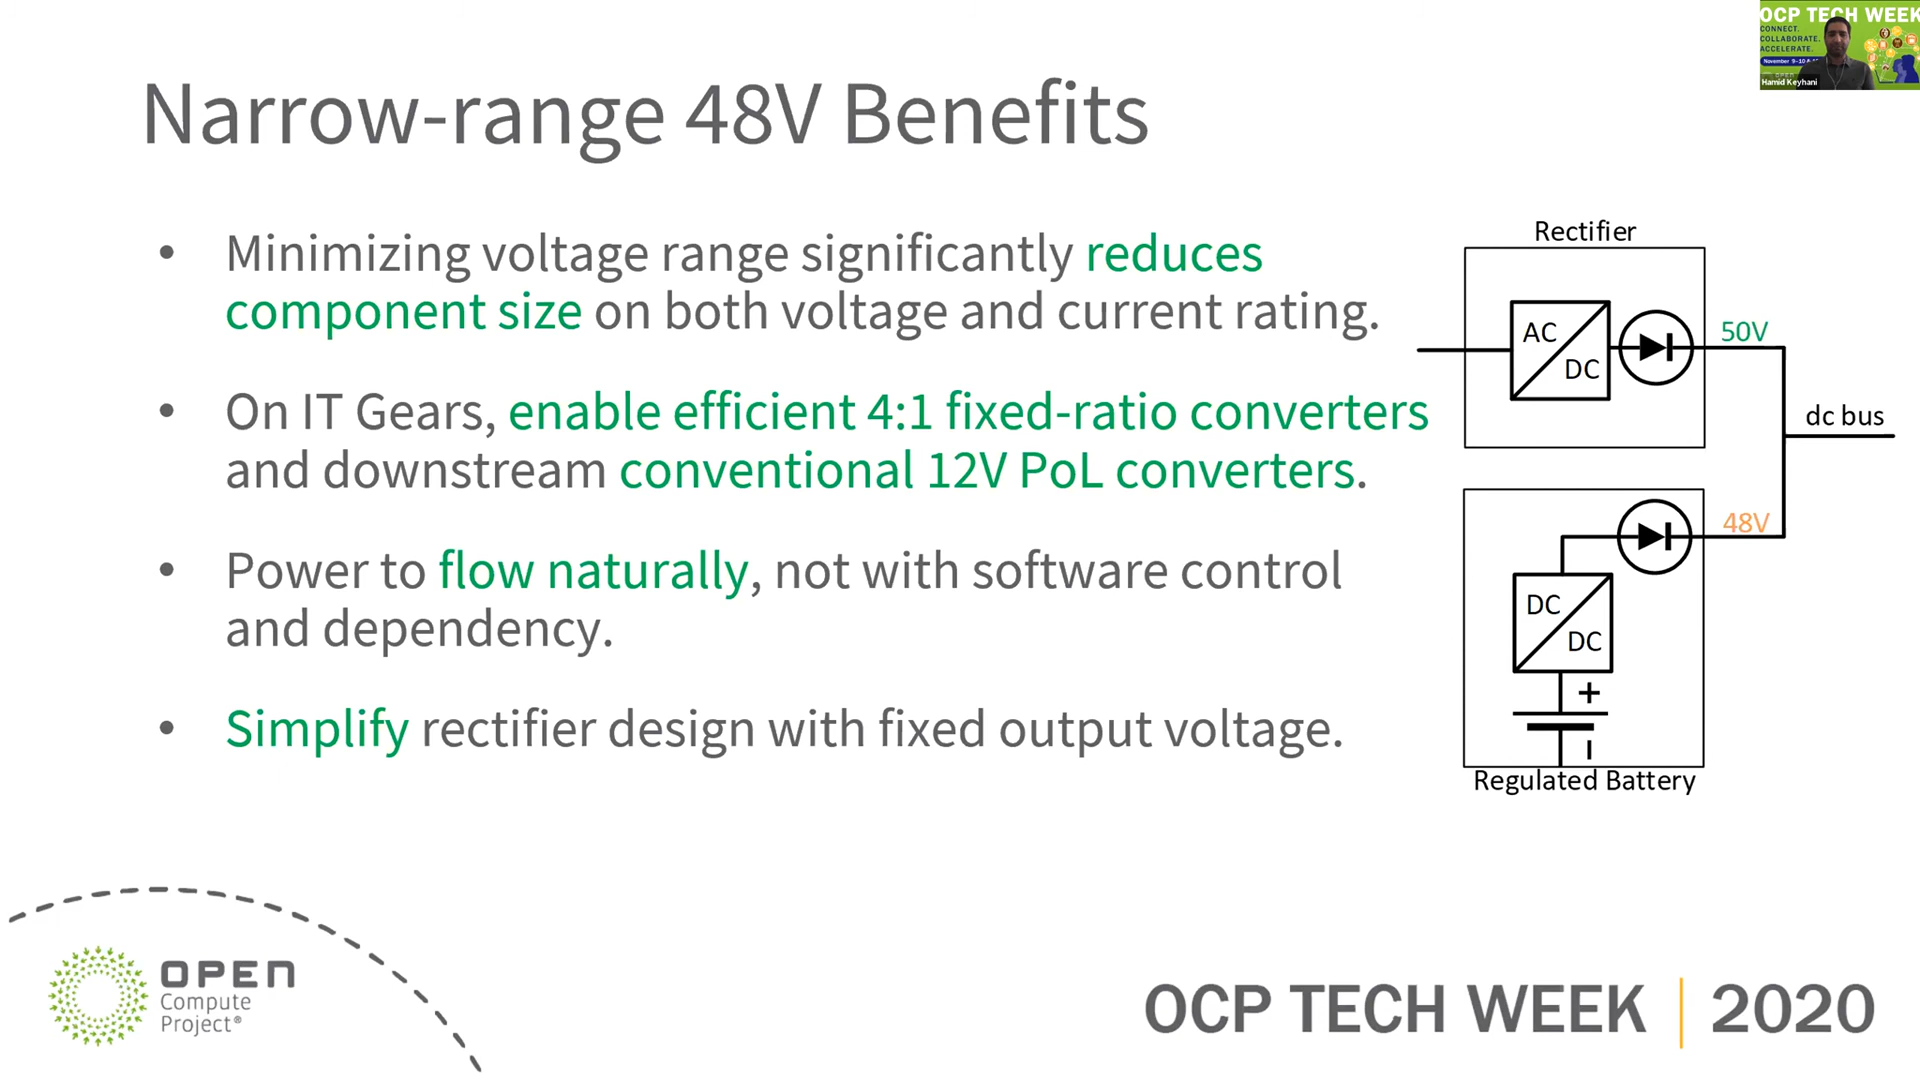 OCP TECH WEEK
CONNECT.
COLLABORATE.
ACCELERATE.
Hamid Keyhani
Narrow-range 48V Benefits
• Minimizing voltage range significantly reduces
component size on both voltage and current rating.
• On IT Gears, enable efficient 4:1 fixed-ratio converters
and downstream conventional 12V PoL converters.
• Power to flow naturally, not with software control
and dependency.
• Simplify rectifier design with fixed output voltage.
Rectifier
AC
DC
50V
dc bus
48V
DC
DC
+
-
Regulated Battery
OPEN
Compute
Project®
OCP TECH WEEK | 2020